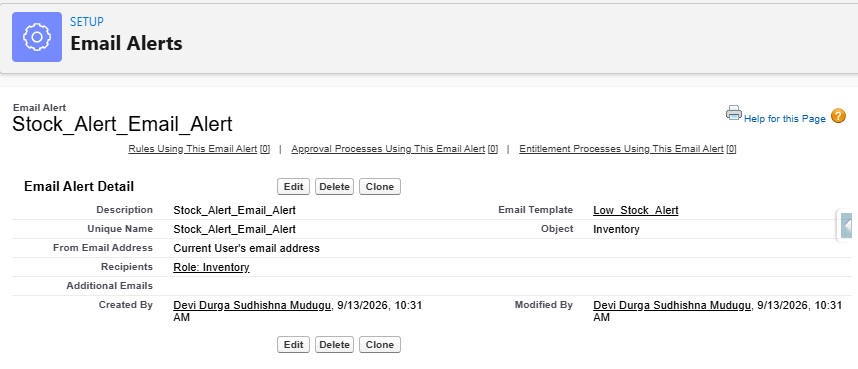 SETUP
Email Alerts
Email Alert
Stock_Alert_Email_Alert
Help for this Page ?
Rules Using This Email Alert [0] | Approval Processes Using This Email Alert [0] | Entitlement Processes Using This Email Alert [0]
Email Alert Detail Edit Delete Clone
Description Stock_Alert_Email_Alert Email Template Low_Stock_Alert
Unique Name Stock_Alert_Email_Alert Object Inventory
From Email Address Current User's email address
Recipients Role: Inventory
Additional Emails
Created By Devi Durga Sudhishna Mudugu, 9/13/2026, 10:31 AM Modified By Devi Durga Sudhishna Mudugu, 9/13/2026, 10:31 AM
Edit Delete Clone